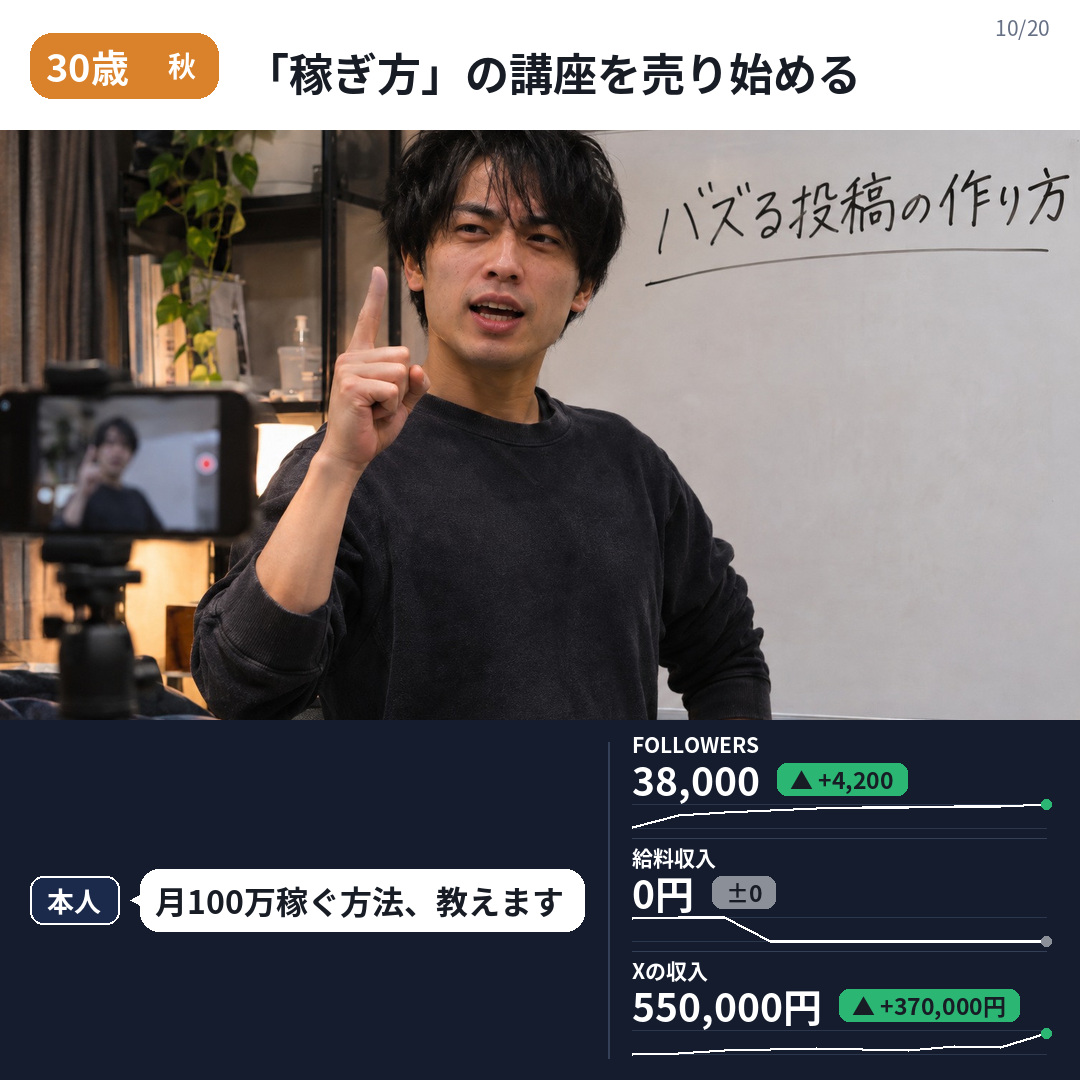 10/20
30歳 秋
「稼ぎ方」の講座を売り始める
バズる投稿の作り方
本人
月100万稼ぐ方法、教えます
FOLLOWERS
38,000 ▲ +4,200
給料収入
0円 ±0
Xの収入
550,000円 ▲ +370,000円